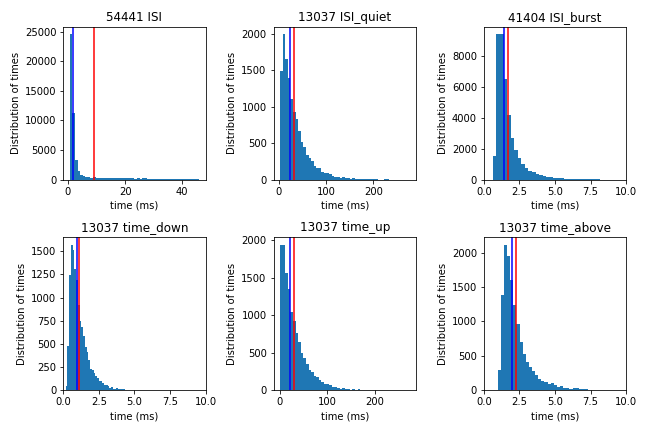 54441 ISI
Distribution of times
25000
20000
15000
10000
5000
0
0 20 40
time (ms)
13037 ISI_quiet
Distribution of times
2000
1500
1000
500
0
0 100 200
time (ms)
41404 ISI_burst
Distribution of times
8000
6000
4000
2000
0
0.0 2.5 5.0 7.5 10.0
time (ms)
13037 time_down
Distribution of times
1500
1250
1000
750
500
250
0
0.0 2.5 5.0 7.5 10.0
time (ms)
13037 time_up
Distribution of times
2000
1500
1000
500
0
0 100 200
time (ms)
13037 time_above
Distribution of times
2000
1500
1000
500
0
0.0 2.5 5.0 7.5 10.0
time (ms)